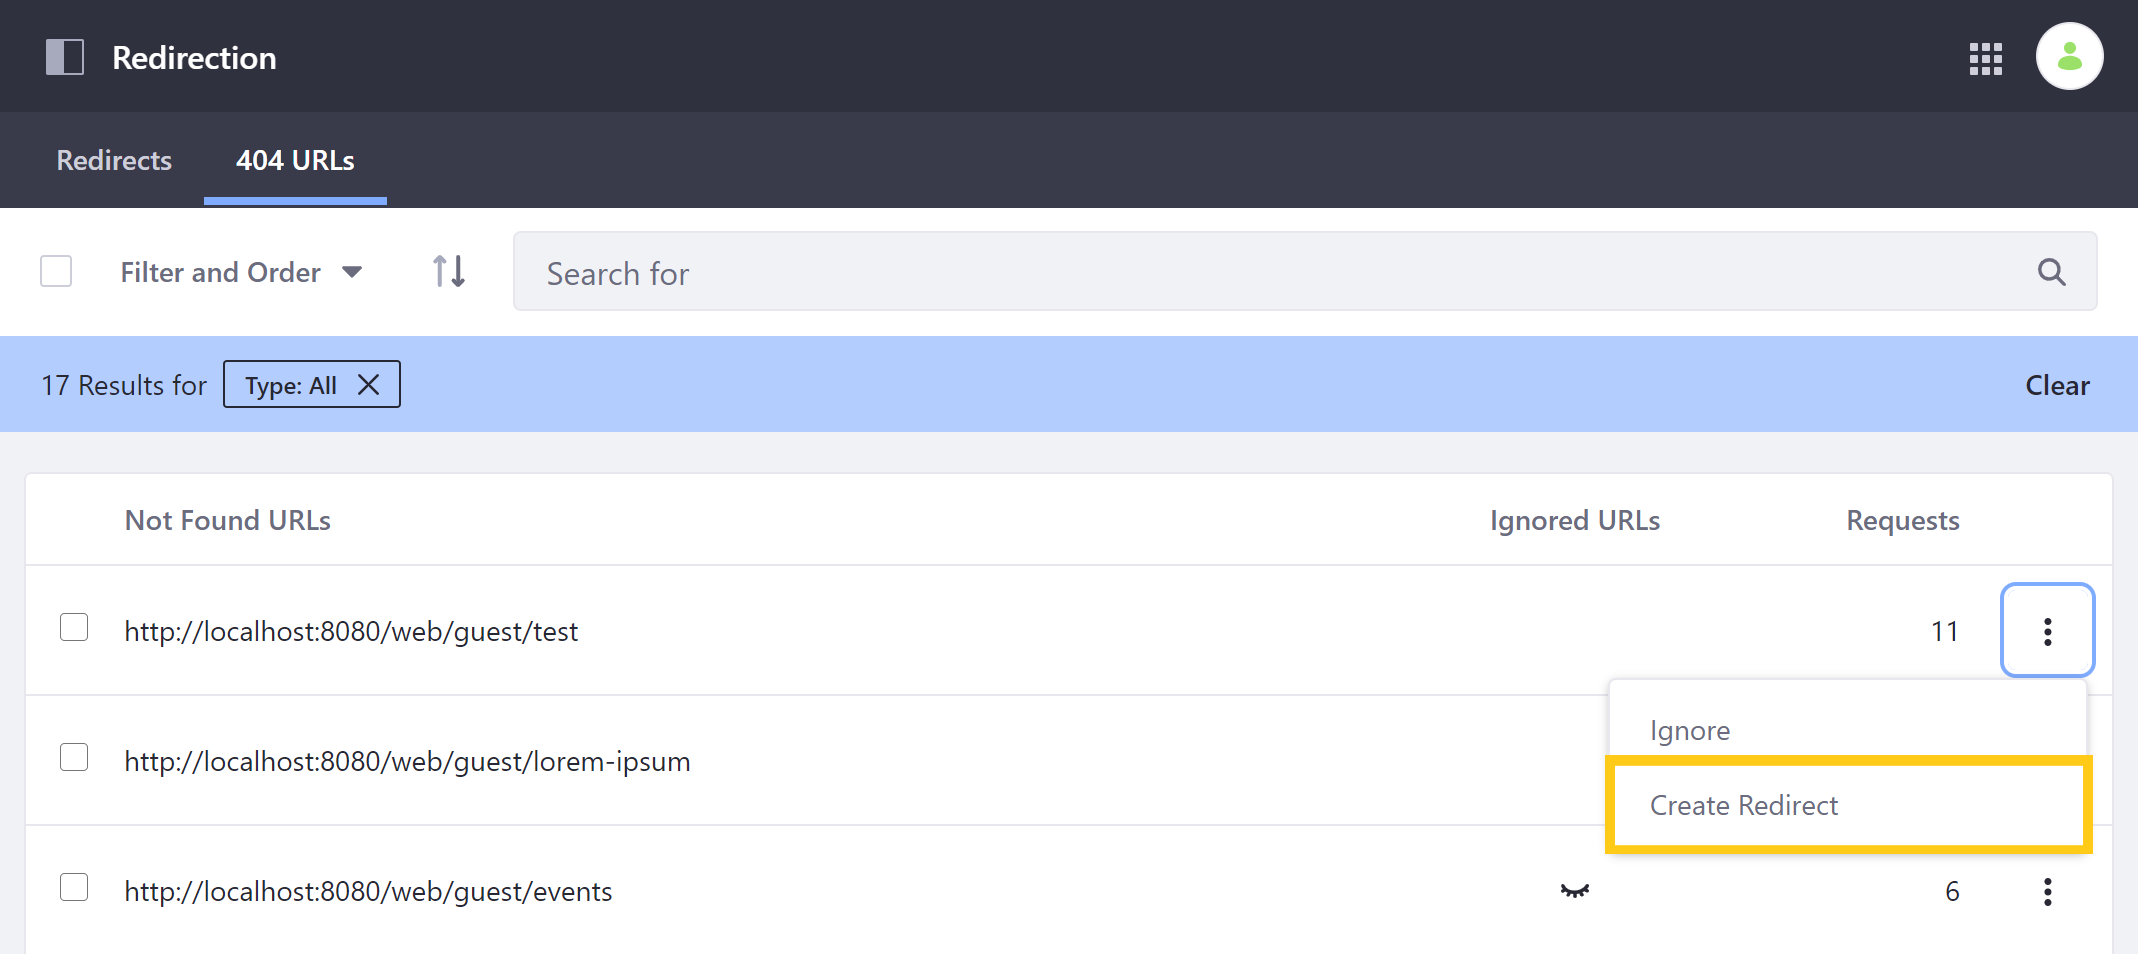 Redirection
Redirects 404 URLs
Filter and Order Search for
17 Results for Type: All Clear
Not Found URLs Ignored URLs Requests
http://localhost:8080/web/guest/test 11
Ignore
http://localhost:8080/web/guest/lorem-ipsum
Create Redirect
http://localhost:8080/web/guest/events 6